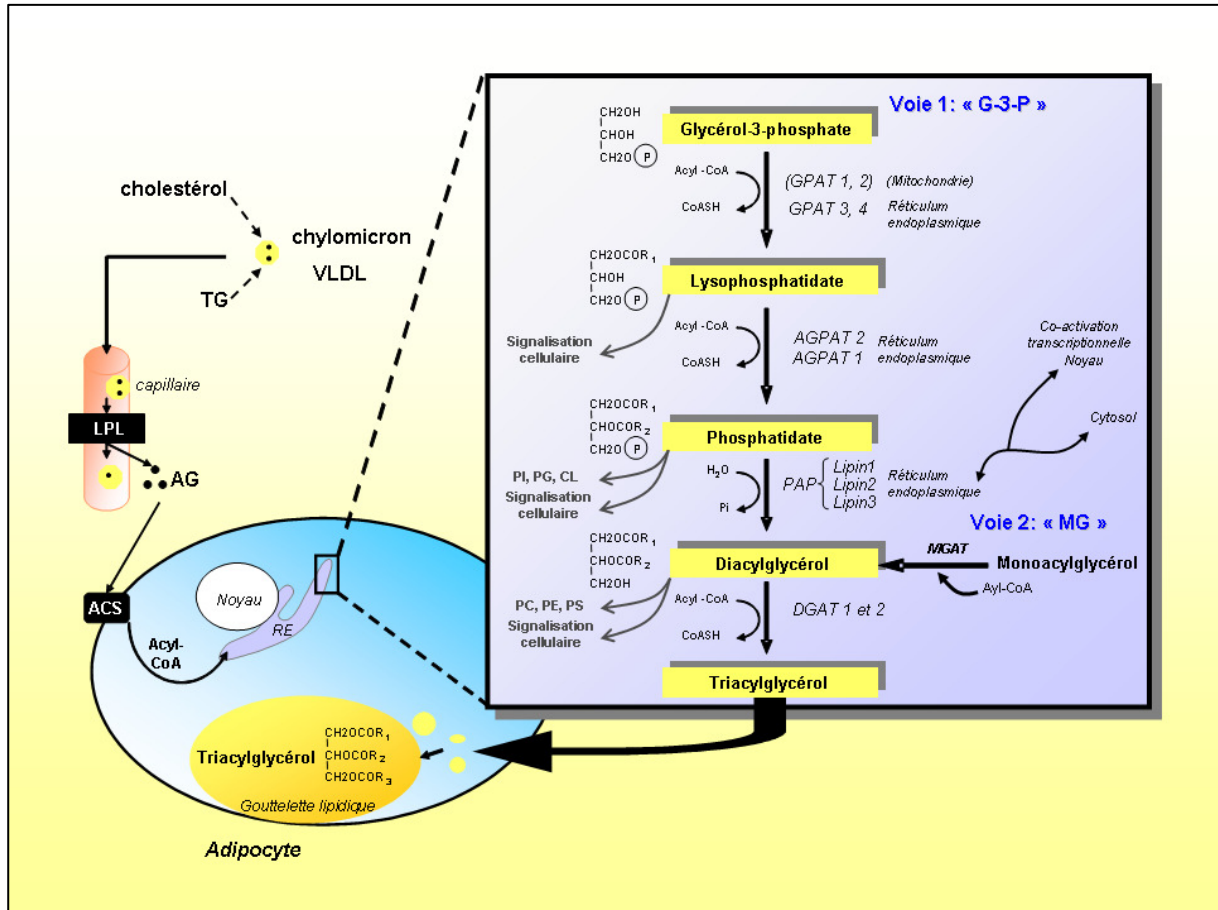 cholestérol
chylomicron
VLDL
TG
capillaire
LPL
AG
ACS
Acyl-
CoA
Noyau
RE
Triacylglycérol
CH2OCOR1
CHOCOR2
CH2OCOR3
Gouttelette lipidique
Adipocyte
Voie 1: « G-3-P »
CH2OH
CHOH
CH2O P
Glycérol-3-phosphate
Acyl -CoA
CoASH
(GPAT 1, 2) (Mitochondrie)
GPAT 3, 4 Réticulum
endoplasmique
CH2OCOR1
CHOH
CH2O P
Lysophosphatidate
Signalisation
cellulaire
Acyl -CoA
CoASH
AGPAT 2 Réticulum
AGPAT 1 endoplasmique
Co-activation
transcriptionnelle
Noyau
Cytosol
CH2OCOR1
CHOCOR2
CH2O P
Phosphatidate
PI, PG, CL
Signalisation
cellulaire
H2O
Pi
PAP
Lipin1
Lipin2
Lipin3
Réticulum
endoplasmique
Voie 2: « MG »
CH2OCOR1
CHOCOR2
CH2OH
Diacylglycérol
MGAT
Monoacylglycérol
Ayl-CoA
PC, PE, PS
Signalisation
cellulaire
Acyl -CoA
CoASH
DGAT 1 et 2
Triacylglycérol